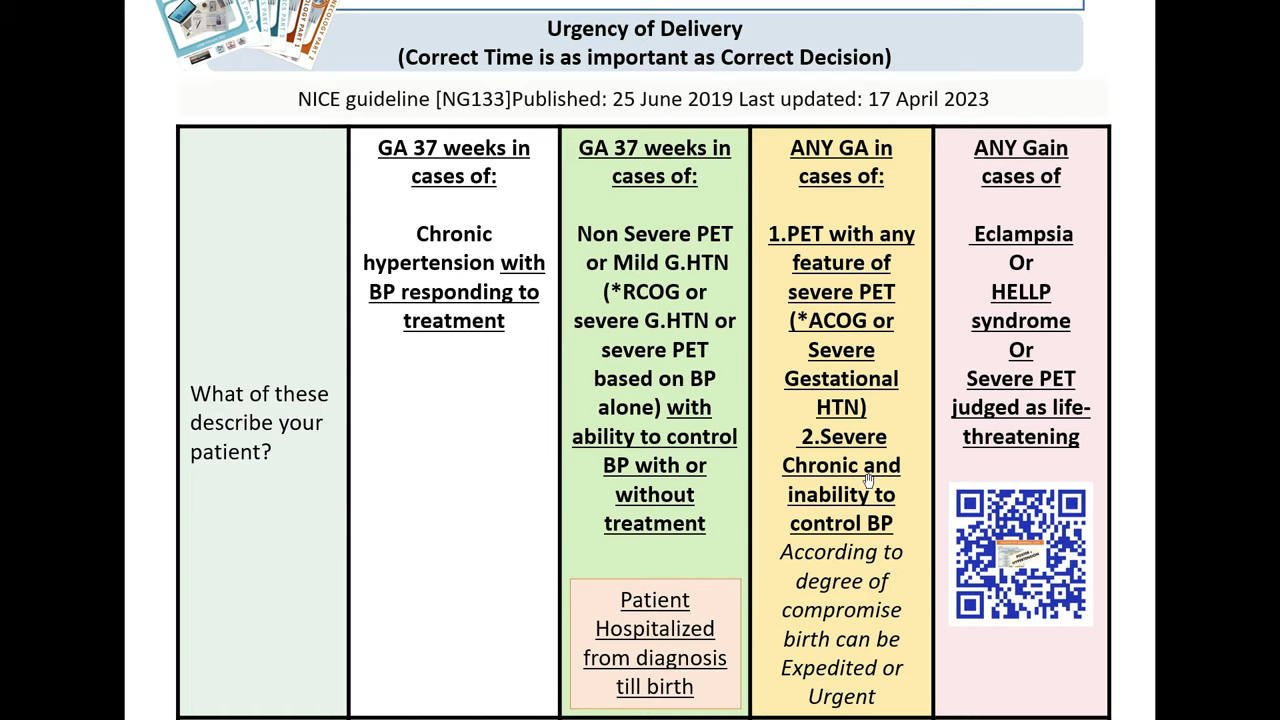 Urgency of Delivery
(Correct Time is as important as Correct Decision)
NICE guideline [NG133]Published: 25 June 2019 Last updated: 17 April 2023
What of these
describe your
patient?
GA 37 weeks in
cases of:
Chronic
hypertension with
BP responding to
treatment
GA 37 weeks in
cases of:
Non Severe PET
or Mild G.HTN
(*RCOG or
severe G.HTN or
severe PET
based on BP
alone) with
ability to control
BP with or
without
treatment
Patient
Hospitalized
from diagnosis
till birth
ANY GA in
cases of:
1.PET with any
feature of
severe PET
(*ACOG or
Severe
Gestational
HTN)
2.Severe
Chronic and
inability to
control BP
According to
degree of
compromise
birth can be
Expedited or
Urgent
ANY Gain
cases of
Eclampsia
Or
HELLP
syndrome
Or
Severe PET
judged as life-
threatening